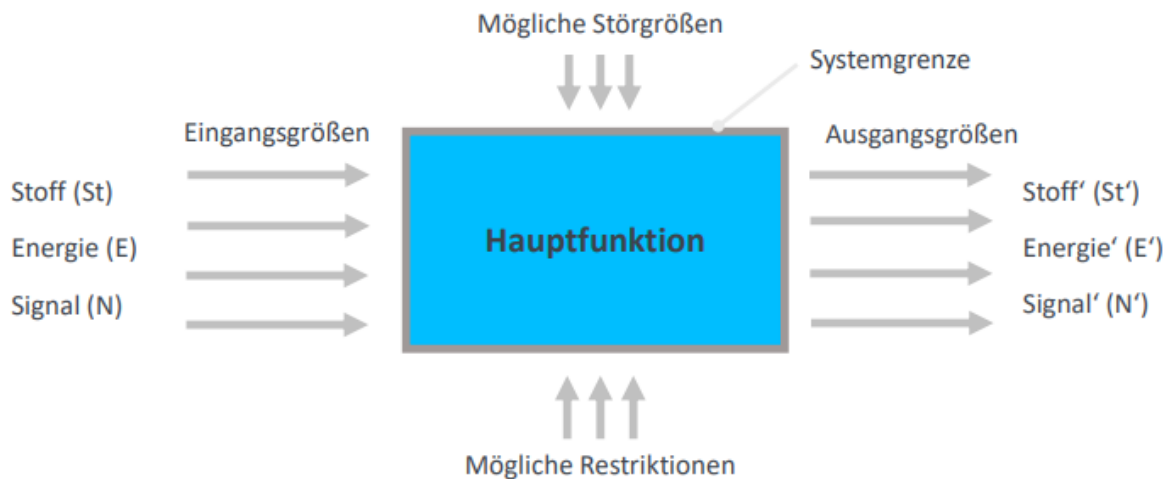 Mögliche Störgrößen
Systemgrenze
Eingangsgrößen
Ausgangsgrößen
Stoff (St)
Stoff‘ (St‘)
Hauptfunktion
Energie (E)
Energie‘ (E‘)
Signal (N)
Signal‘ (N‘)
Mögliche Restriktionen